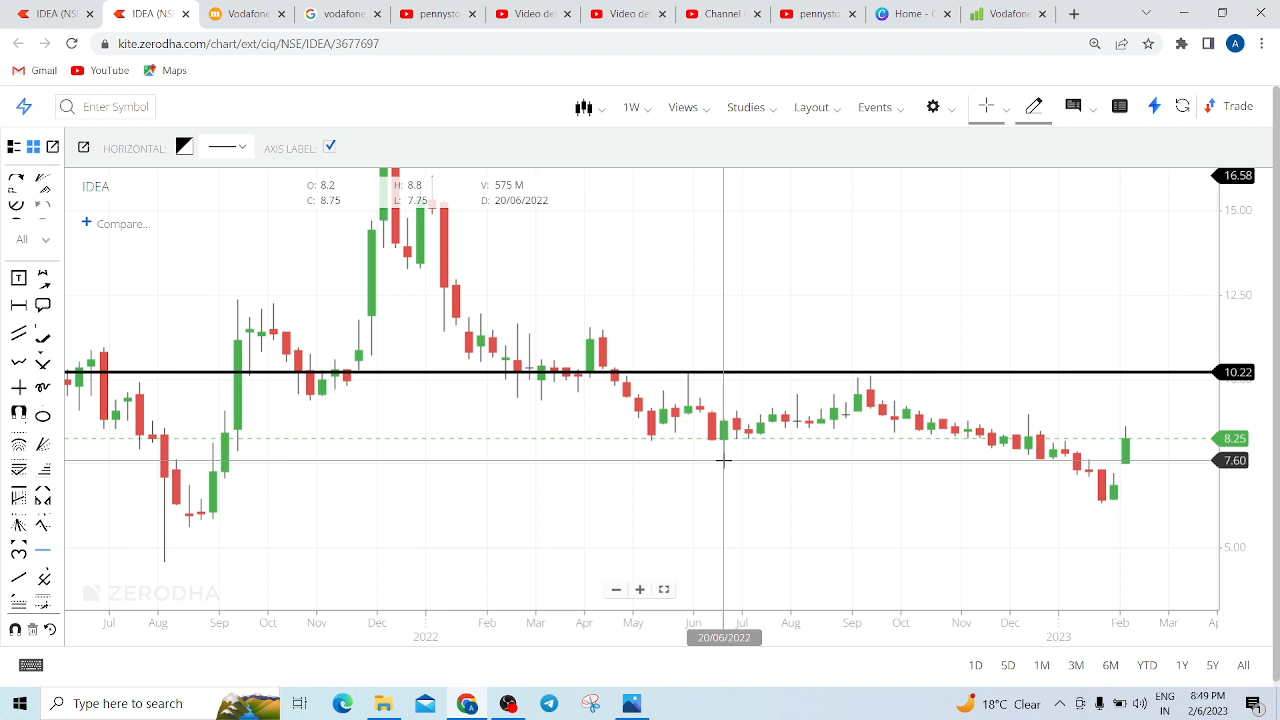 IDEA (NSE
IDEA (NSE
Vodafone
vodafone
pennysto
Video de
Video de
Channel c
pennysto
Home - C
Vodafone
kite.zerodha.com/chart/ext/ciq/NSE/IDEA/3677697
A
Gmail
YouTube
Maps
Enter Symbol
1W
Views
Studies
Layout
Events
Trade
HORIZONTAL:
AXIS LABEL:
All
IDEA
O: 8.2
H: 8.8
V: 575 M
C: 8.75
L: 7.75
D: 20/06/2022
Compare...
16.58
15.00
12.50
10.22
8.25
7.60
5.00
ZERODHA
Jul
Aug
Sep
Oct
Nov
Dec
2022
Feb
Mar
Apr
May
Jun
Jul
Aug
Sep
Oct
Nov
Dec
2023
Feb
Mar
20/06/2022
1D
5D
1M
3M
6M
YTD
1Y
5Y
All
Type here to search
18°C Clear
ENG
IN
8:49 PM
2/6/2023